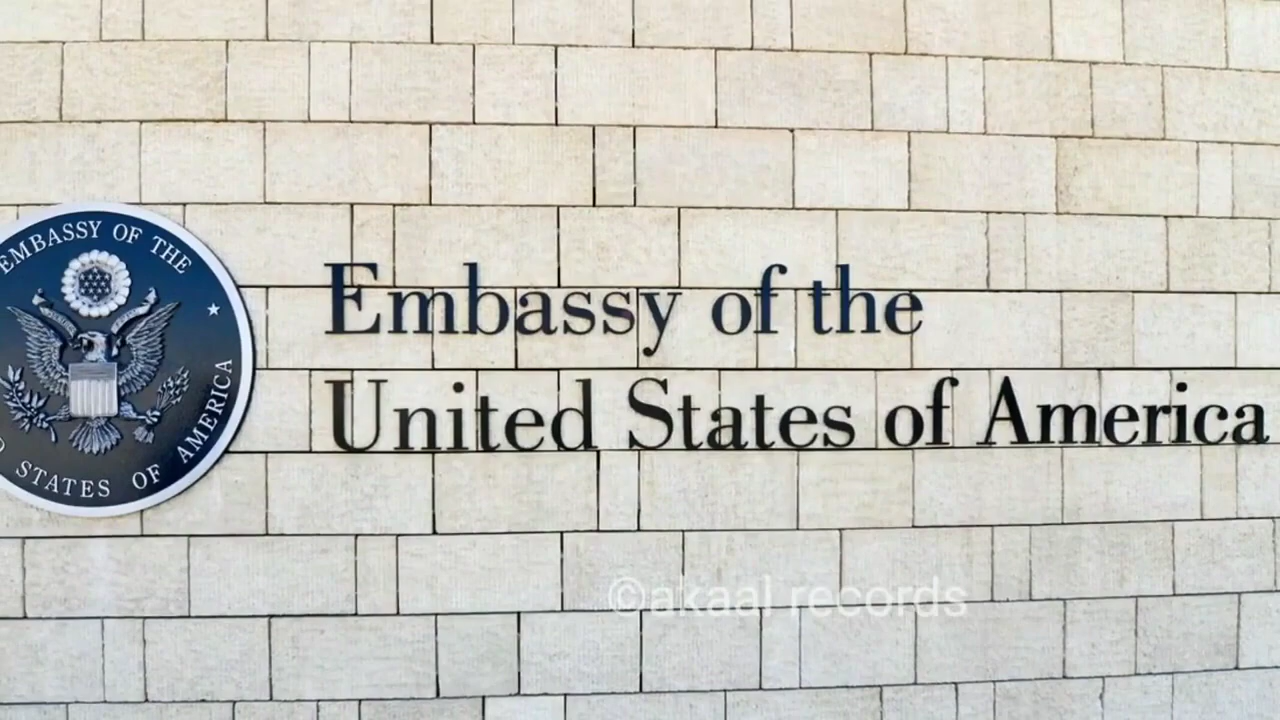 EMBASSY OF THE
STATES OF AMERICA
Embassy of the
United States of America
©akaal records